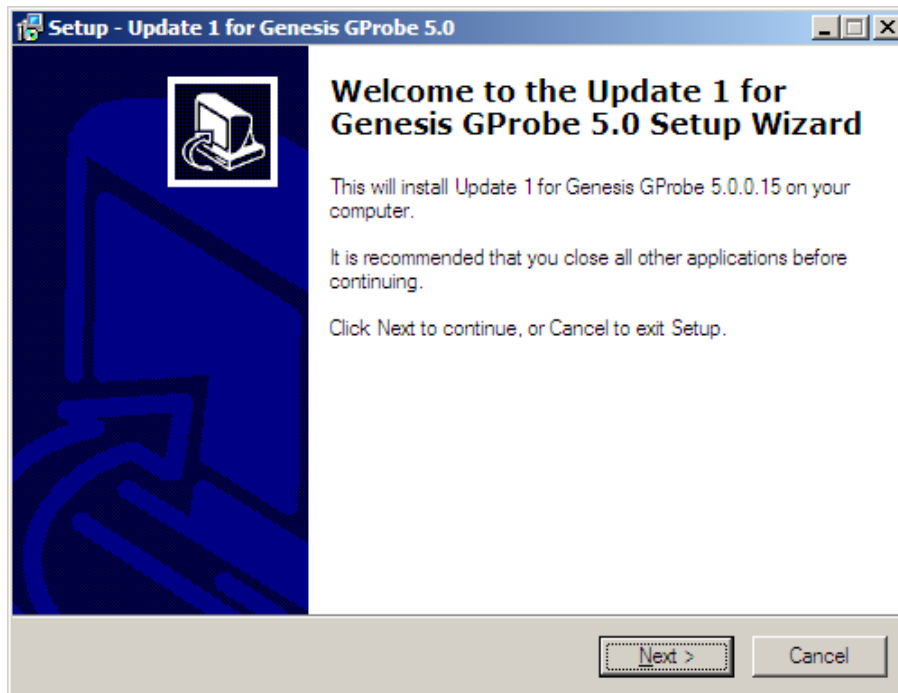 Setup - Update 1 for Genesis GProbe 5.0
Welcome to the Update 1 for
Genesis GProbe 5.0 Setup Wizard
This will install Update 1 for Genesis GProbe 5.0.0.15 on your
computer.
It is recommended that you close all other applications before
continuing.
Click Next to continue, or Cancel to exit Setup.
Next >
Cancel